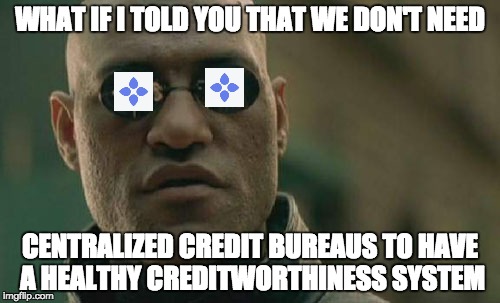 WHAT IF I TOLD YOU THAT WE DON'T NEED
CENTRALIZED CREDIT BUREAUS TO HAVE
A HEALTHY CREDITWORTHINESS SYSTEM
imgflip.com